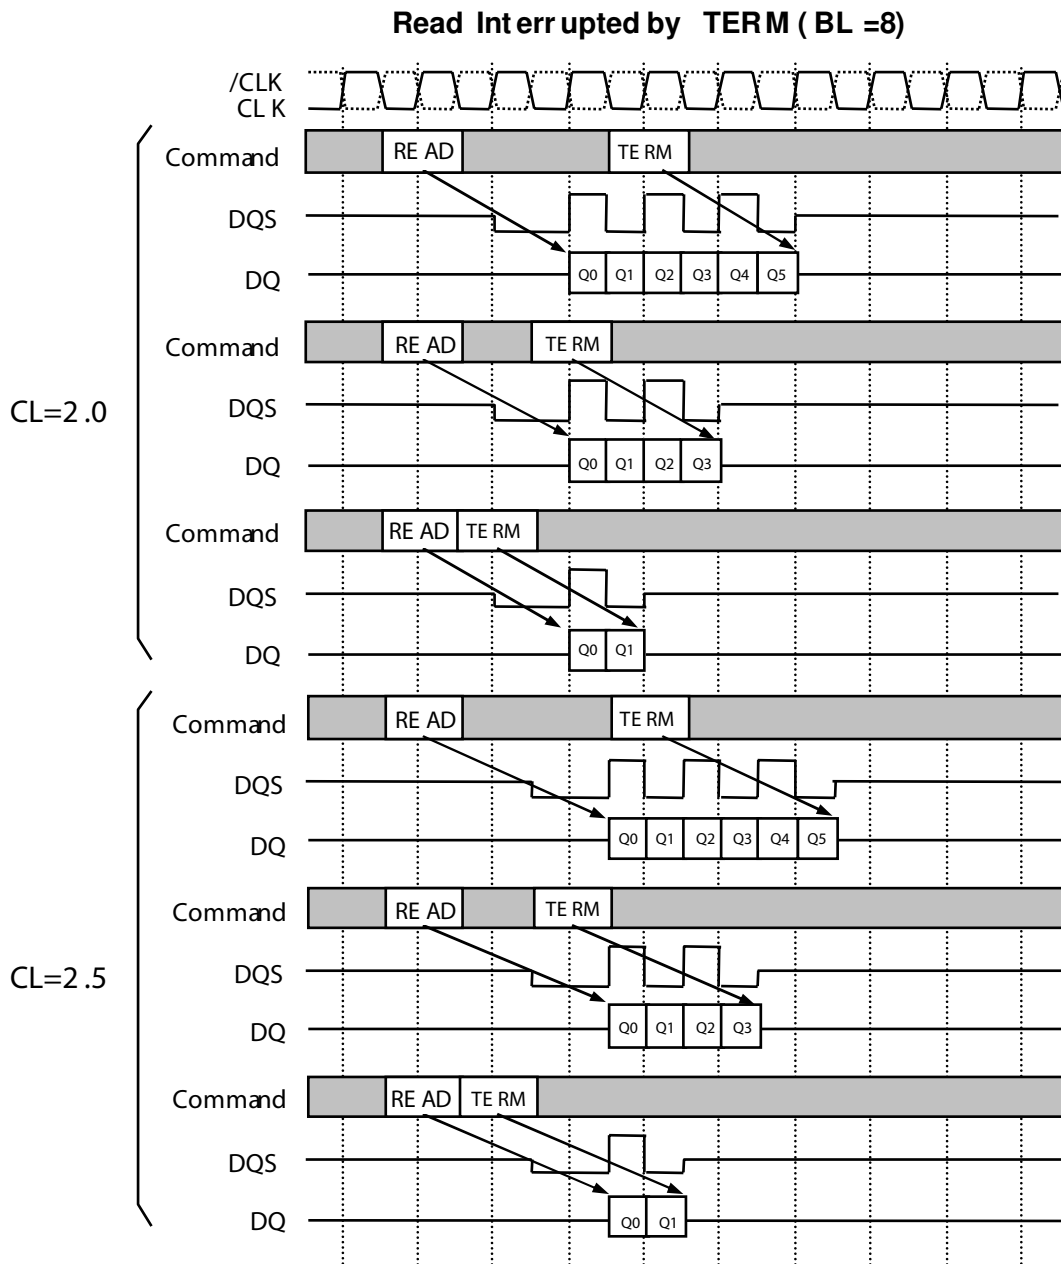 Read Interrupted by TERM (BL=8)
/CLK
CLK
Command READ TERM
DQS
DQ Q0 Q1 Q2 Q3 Q4 Q5
Command READ TERM
CL=2.0
DQS
DQ Q0 Q1 Q2 Q3
Command READ TERM
DQS
DQ Q0 Q1
Command READ TERM
DQS
DQ Q0 Q1 Q2 Q3 Q4 Q5
Command READ TERM
CL=2.5
DQS
DQ Q0 Q1 Q2 Q3
Command READ TERM
DQS
DQ Q0 Q1